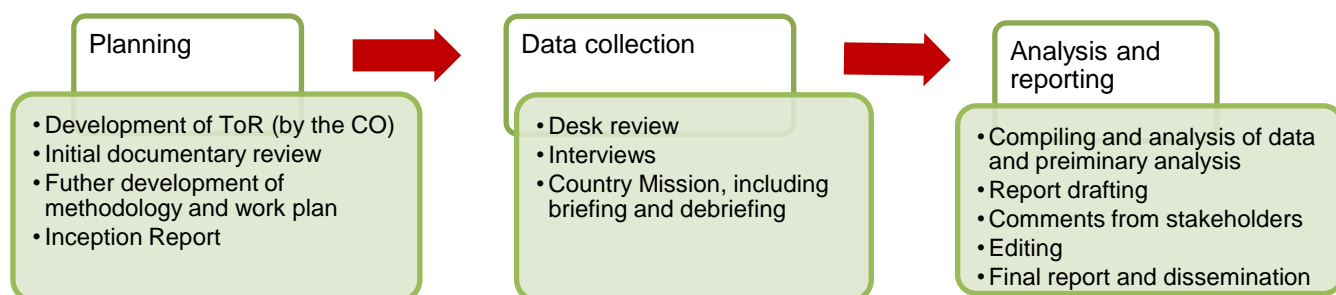 Planning
• Development of ToR (by the CO)
• Initial documentary review
• Futher development of
methodology and work plan
• Inception Report
Data collection
• Desk review
• Interviews
• Country Mission, including
briefing and debriefing
Analysis and
reporting
• Compiling and analysis of data
and preiminary analysis
• Report drafting
• Comments from stakeholders
• Editing
• Final report and dissemination